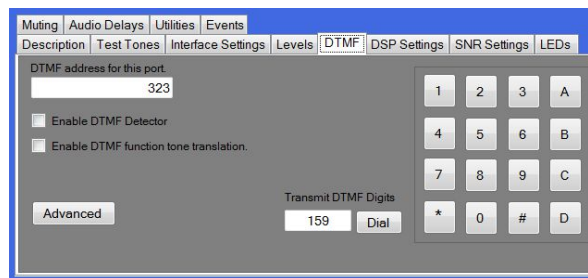 Muting Audio Delays Utilities Events
Description Test Tones Interface Settings Levels DTMF DSP Settings SNR Settings LEDs
DTMF address for this port.
323
Enable DTMF Detector
Enable DTMF function tone translation.
Advanced
Transmit DTMF Digits
159 Dial
1 2 3 A
4 5 6 B
7 8 9 C
* 0 # D